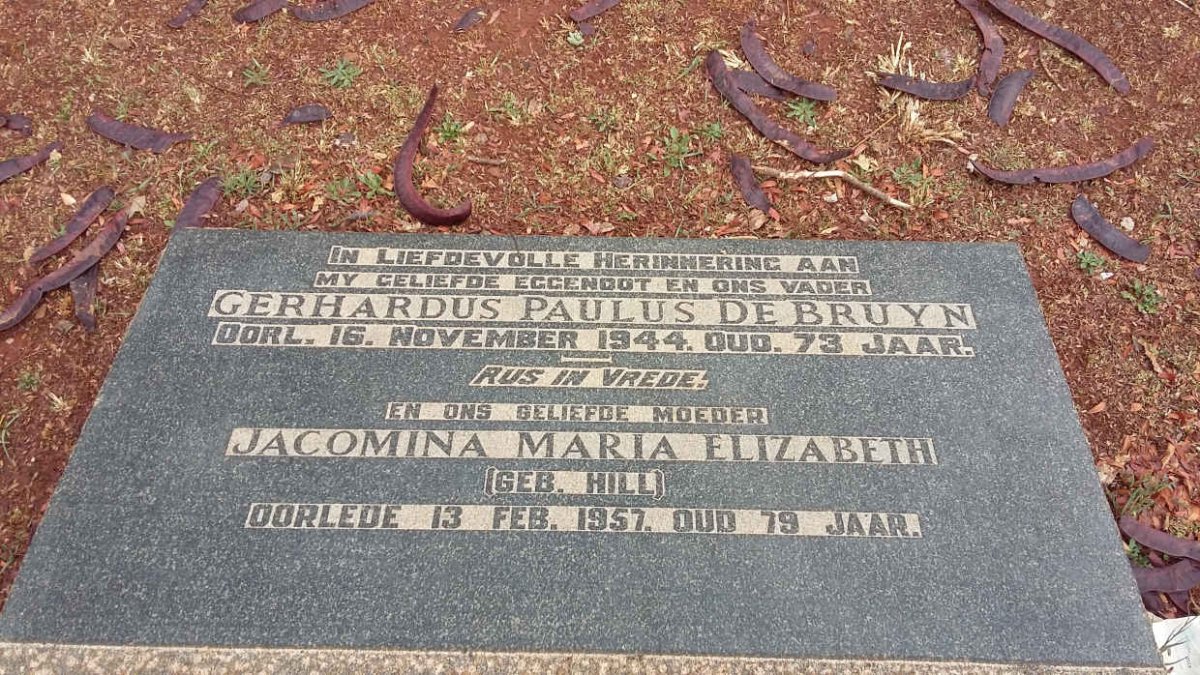 IN LIEFDEVOLLE HERINNERING AAN
MY GELIEFDE EGGENOOT EN ONS VADER
GERHARDUS PAULUS DE BRUYN
OORL. 16. NOVEMBER 1944. OUD. 73 JAAR.
RUS IN VREDE.
EN ONS GELIEFDE MOEDER
JACOMINA MARIA ELIZABETH
(GEB. HILL)
OORLEDE 13 FEB. 1957. OUD 79 JAAR.